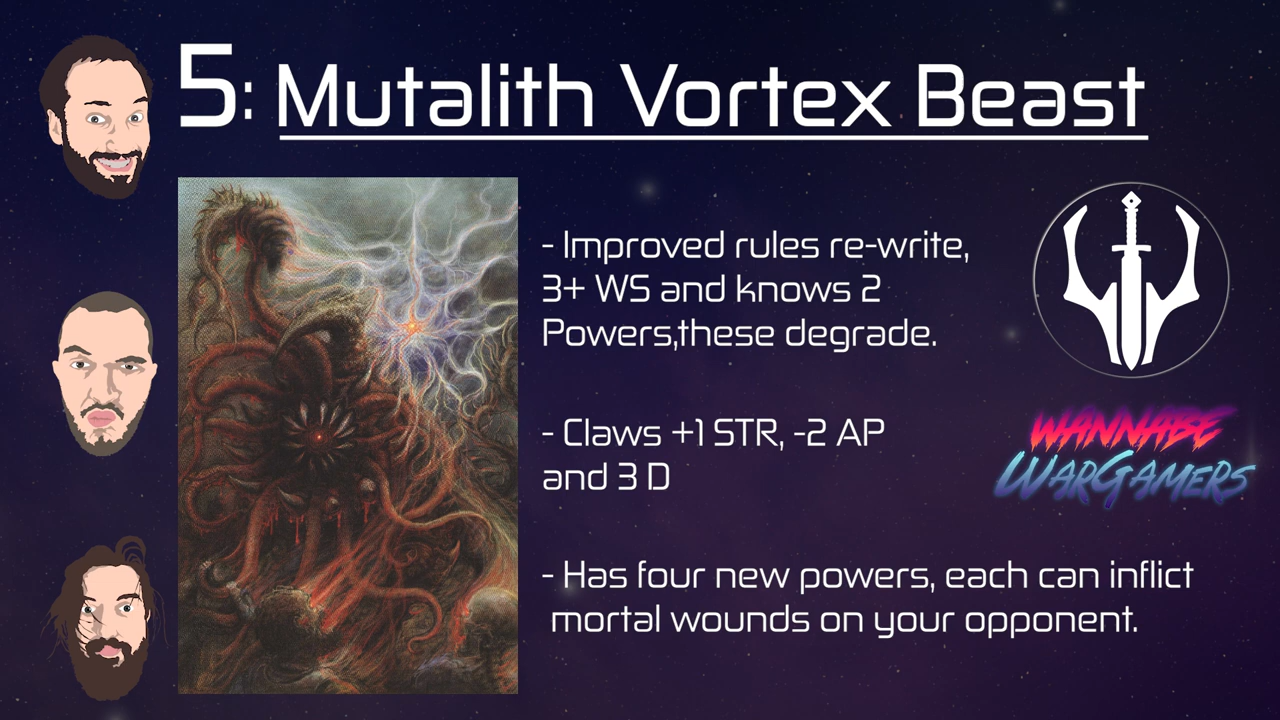 5: Mutalith Vortex Beast
- Improved rules re-write,
3+ WS and knows 2
Powers,these degrade.
- Claws +1 STR, -2 AP
and 3 D
- Has four new powers, each can inflict
mortal wounds on your opponent.
WANNABE
WARGAMERS